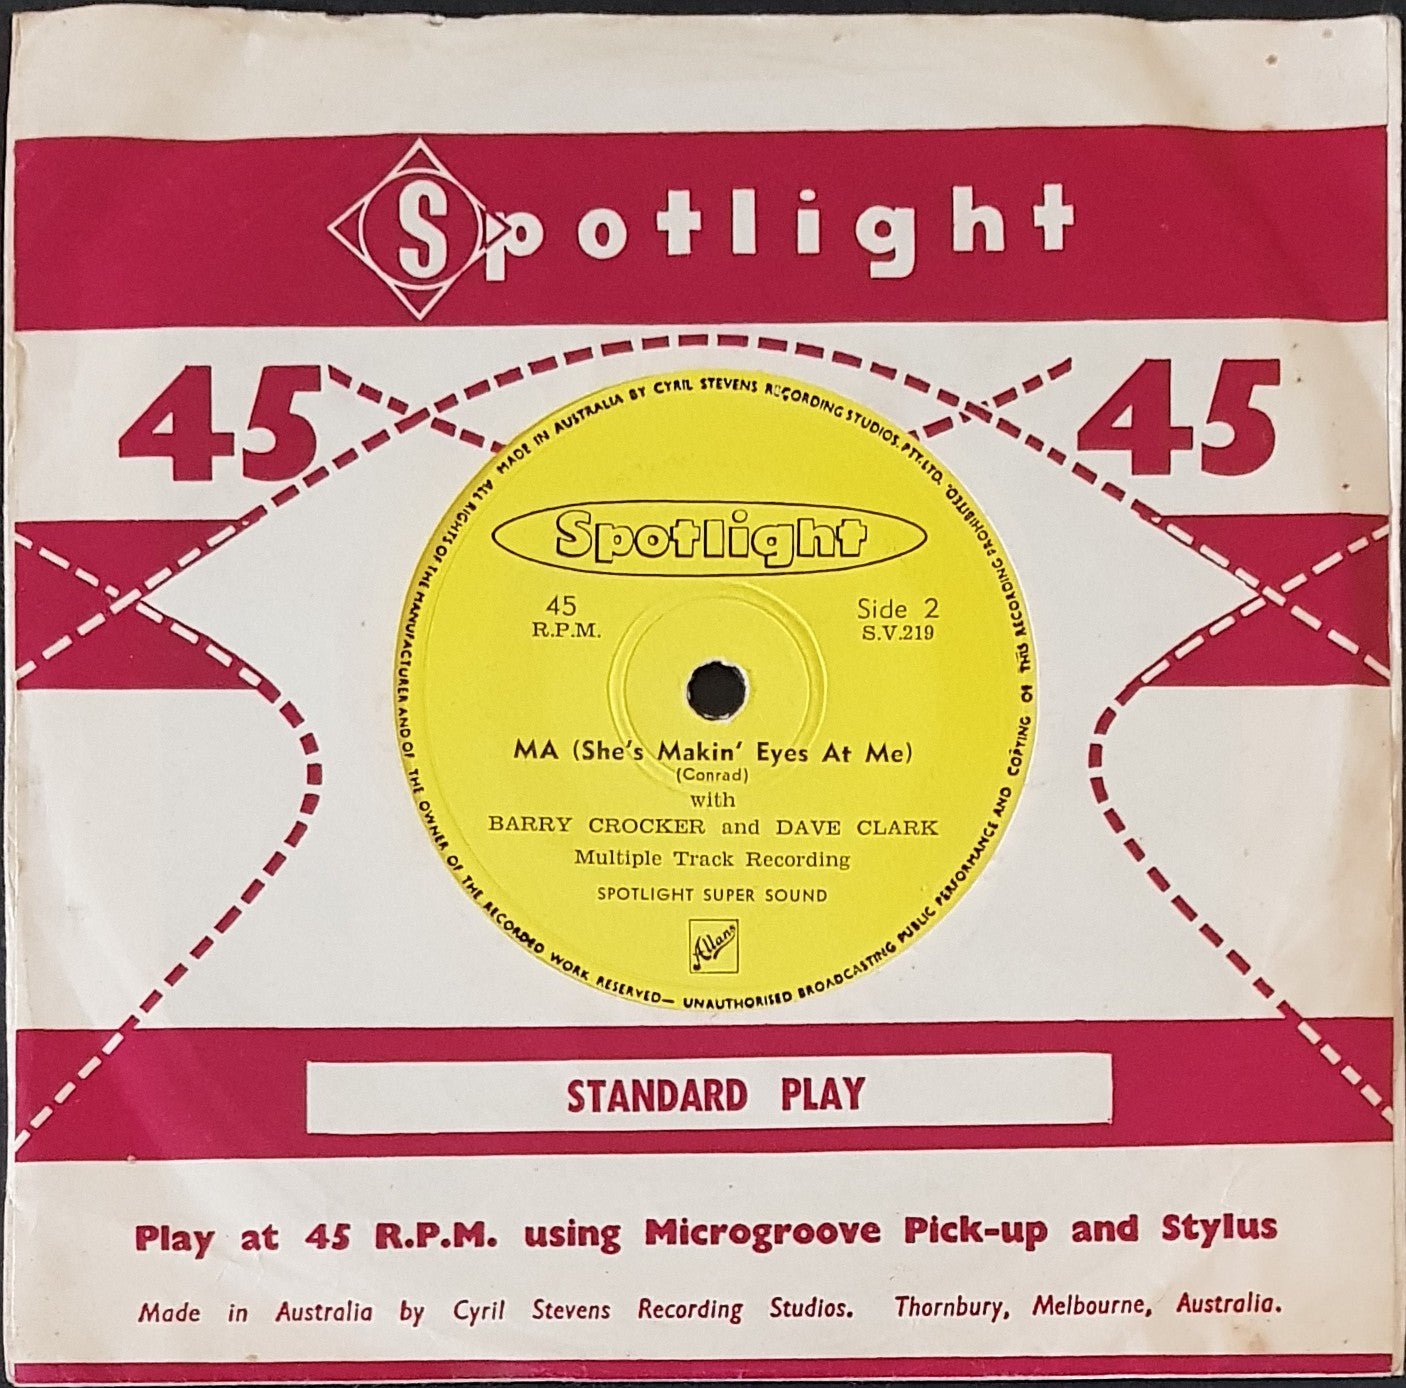 Spotlight
45 45
MADE IN AUSTRALIA BY CYRIL STEVENS RECORDING STUDIOS. PTY. LTD.
ALL RIGHTS OF THE MANUFACTURER AND OF THE OWNER OF THE RECORDED WORK RESERVED— UNAUTHORISED BROADCASTING PUBLIC PERFORMANCE AND COPYING OF THIS RECORDING PROHIBITED.
Spotlight
45 Side 2
R.P.M. S.V.219
MA (She's Makin' Eyes At Me)
(Conrad)
with
BARRY CROCKER and DAVE CLARK
Multiple Track Recording
SPOTLIGHT SUPER SOUND
Allans
STANDARD PLAY
Play at 45 R.P.M. using Microgroove Pick-up and Stylus
Made in Australia by Cyril Stevens Recording Studios. Thornbury, Melbourne, Australia.